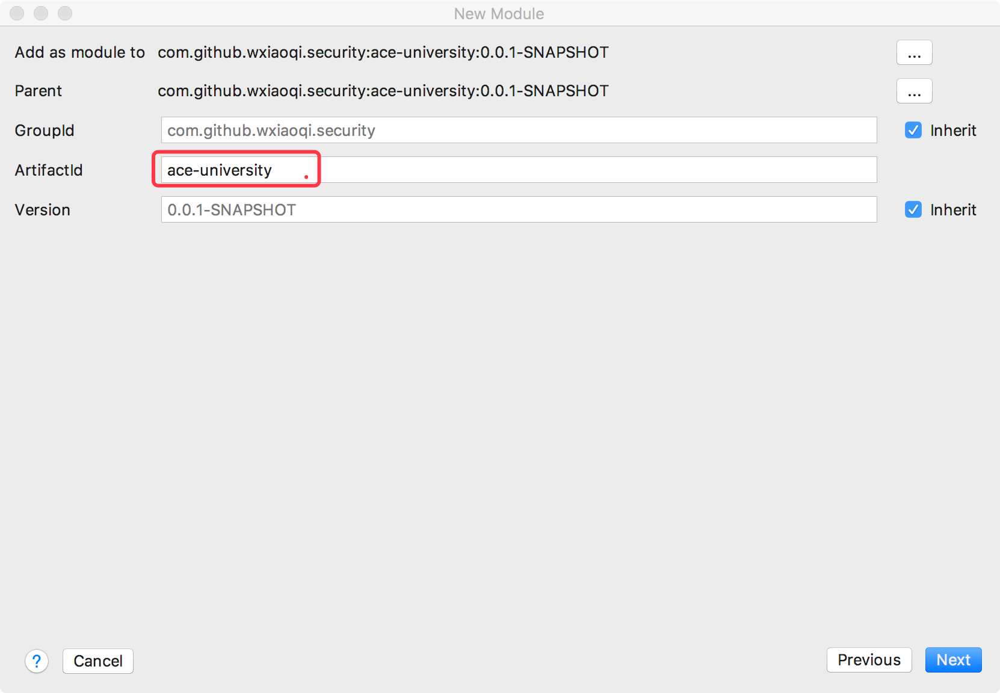 New Module
Add as module to com.github.wxiaoqi.security:ace-university:0.0.1-SNAPSHOT ...
Parent com.github.wxiaoqi.security:ace-university:0.0.1-SNAPSHOT ...
GroupId com.github.wxiaoqi.security Inherit
ArtifactId ace-university
Version 0.0.1-SNAPSHOT Inherit
? Cancel Previous Next